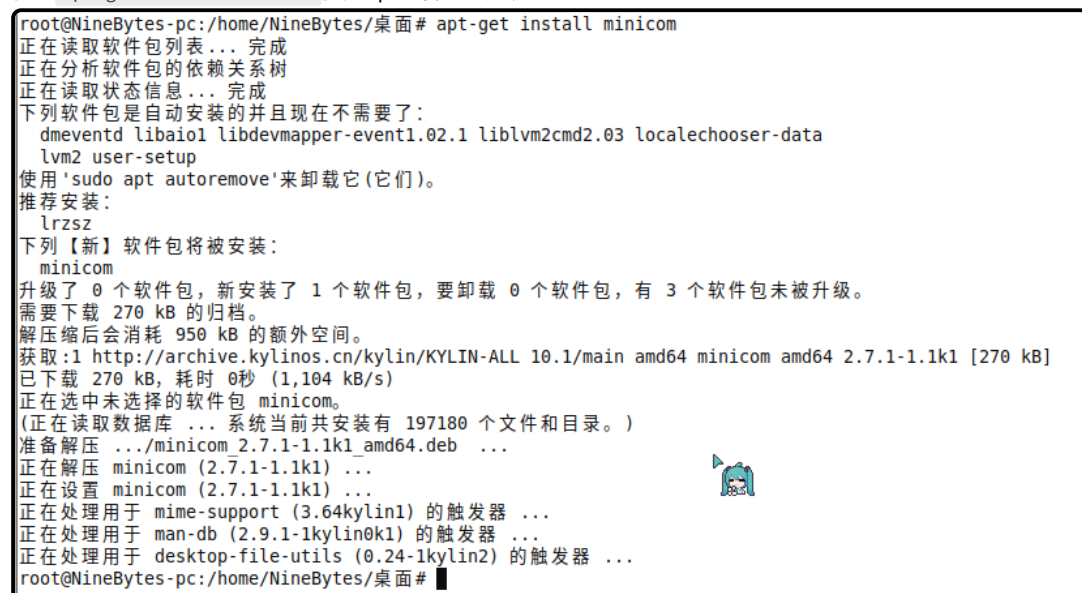 root@NineBytes-pc:/home/NineBytes/桌面# apt-get install minicom
正在读取软件包列表... 完成
正在分析软件包的依赖关系树
正在读取状态信息... 完成
下列软件包是自动安装的并且现在不需要了：
  dmeventd libaio1 libdevmapper-event1.02.1 liblvm2cmd2.03 localechooser-data
  lvm2 user-setup
使用'sudo apt autoremove'来卸载它(它们)。
推荐安装：
  lrzsz
下列【新】软件包将被安装：
  minicom
升级了 0 个软件包，新安装了 1 个软件包，要卸载 0 个软件包，有 3 个软件包未被升级。
需要下载 270 kB 的归档。
解压缩后会消耗 950 kB 的额外空间。
获取:1 http://archive.kylinos.cn/kylin/KYLIN-ALL 10.1/main amd64 minicom amd64 2.7.1-1.1k1 [270 kB]
已下载 270 kB，耗时 0秒 (1,104 kB/s)
正在选中未选择的软件包 minicom。
(正在读取数据库 ... 系统当前共安装有 197180 个文件和目录。)
准备解压 .../minicom_2.7.1-1.1k1_amd64.deb  ...
正在解压 minicom (2.7.1-1.1k1) ...
正在设置 minicom (2.7.1-1.1k1) ...
正在处理用于 mime-support (3.64kylin1) 的触发器 ...
正在处理用于 man-db (2.9.1-1kylin0k1) 的触发器 ...
正在处理用于 desktop-file-utils (0.24-1kylin2) 的触发器 ...
root@NineBytes-pc:/home/NineBytes/桌面#